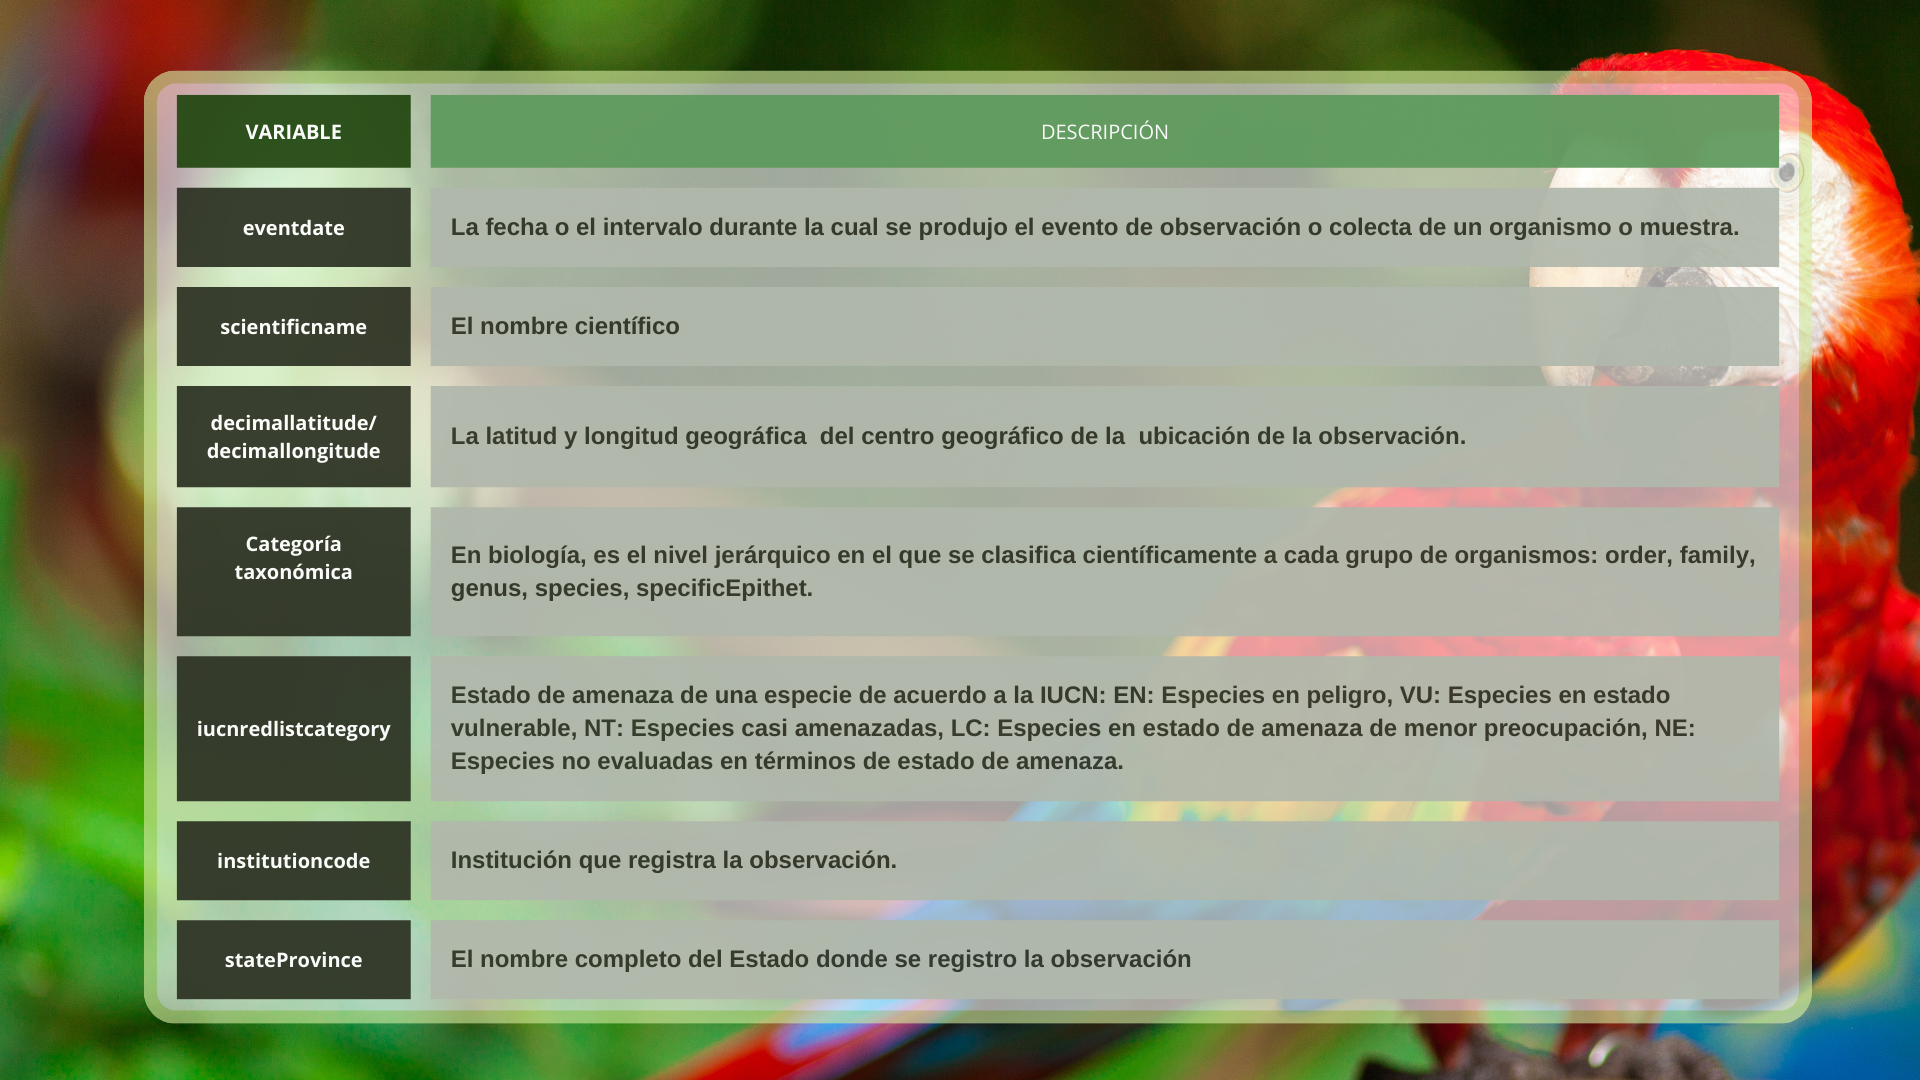 VARIABLE
DESCRIPCIÓN
eventdate
La fecha o el intervalo durante la cual se produjo el evento de observación o colecta de un organismo o muestra.
scientificname
El nombre científico
decimallatitude/
decimallongitude
La latitud y longitud geográfica  del centro geográfico de la  ubicación de la observación.
Categoría
taxonómica
En biología, es el nivel jerárquico en el que se clasifica científicamente a cada grupo de organismos: order, family,
genus, species, specificEpithet.
iucnredlistcategory
Estado de amenaza de una especie de acuerdo a la IUCN: EN: Especies en peligro, VU: Especies en estado
vulnerable, NT: Especies casi amenazadas, LC: Especies en estado de amenaza de menor preocupación, NE:
Especies no evaluadas en términos de estado de amenaza.
institutioncode
Institución que registra la observación.
stateProvince
El nombre completo del Estado donde se registro la observación